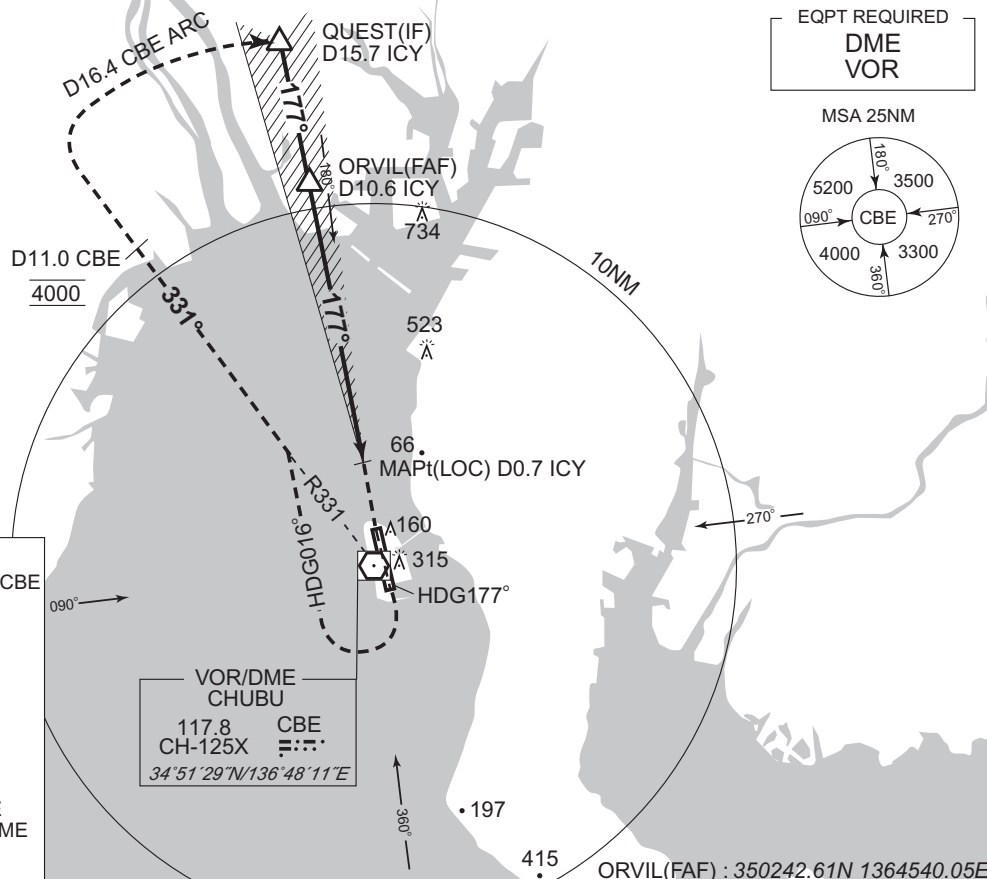 EQPT REQUIRED
DME
VOR
MSA 25NM
180°
5200
3500
090°
CBE
270°
4000
3300
360°
D16.4 CBE ARC
QUEST(IF)
D15.7 ICY
177°
ORVIL(FAF)
D10.6 ICY
180°
734
D11.0 CBE
4000
331°
177°
10NM
523
66
MAPt(LOC) D0.7 ICY
R331
270°
160
315
HDG016°
HDG177°
CBE
090°
VOR/DME
CHUBU
117.8 CBE
CH-125X
34°51´29˝N/136°48´11˝E
360°
197
ME
415
ORVIL(FAF) : 350242.61N 1364540.05E